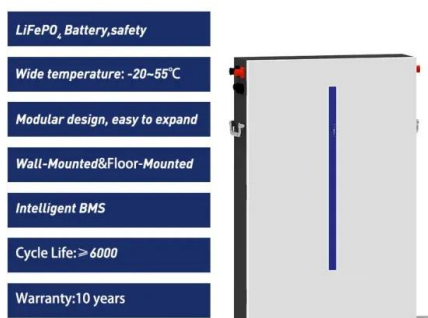 LiFePO₄ Battery,safety
Wide temperature: -20~55℃
Modular design, easy to expand
Wall-Mounted&Floor-Mounted
Intelligent BMS
Cycle Life:≥6000
Warranty:10 years